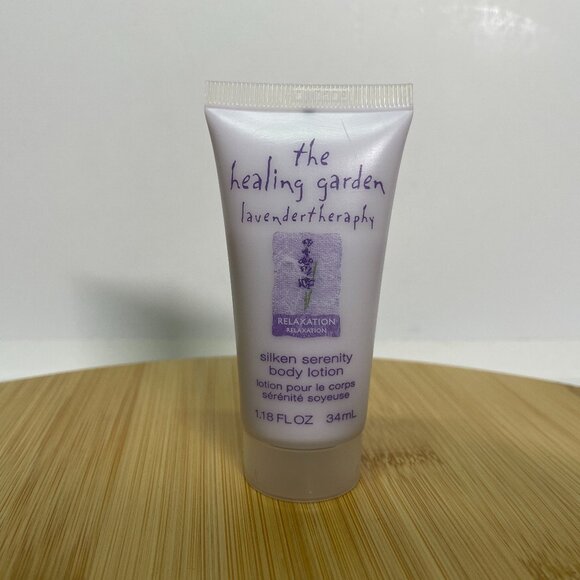 the
healing garden
lavendertheraphy
RELAXATION
RELAXATION
silken serenity
body lotion
lotion pour le corps
sérénité soyeuse
1.18 FL OZ 34mL